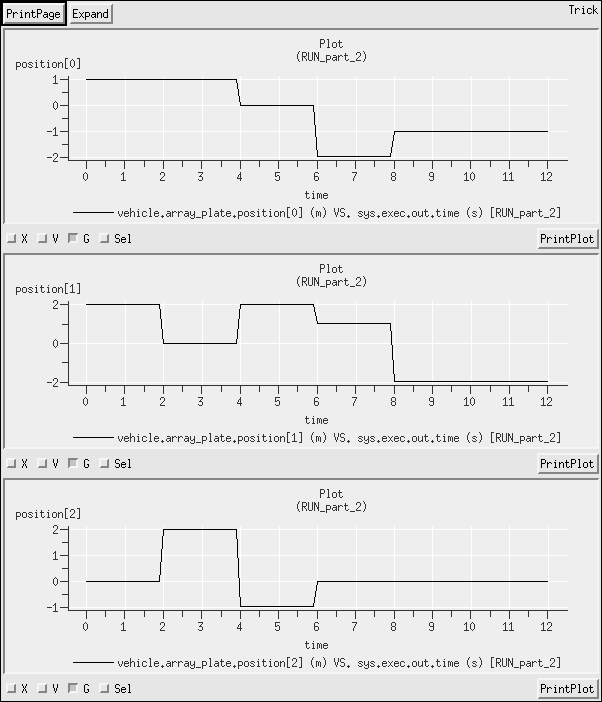 PrintPage Expand Trick
Plot
(RUN_part_2)
position[0]
1
0
-1
-2
0 1 2 3 4 5 6 7 8 9 10 11 12
time
vehicle.array_plate.position[0] (m) VS. sys.exec.out.time (s) [RUN_part_2]
X V G Sel PrintPlot
Plot
(RUN_part_2)
position[1]
2
0
-2
0 1 2 3 4 5 6 7 8 9 10 11 12
time
vehicle.array_plate.position[1] (m) VS. sys.exec.out.time (s) [RUN_part_2]
X V G Sel PrintPlot
Plot
(RUN_part_2)
position[2]
2
1
0
-1
0 1 2 3 4 5 6 7 8 9 10 11 12
time
vehicle.array_plate.position[2] (m) VS. sys.exec.out.time (s) [RUN_part_2]
X V G Sel PrintPlot